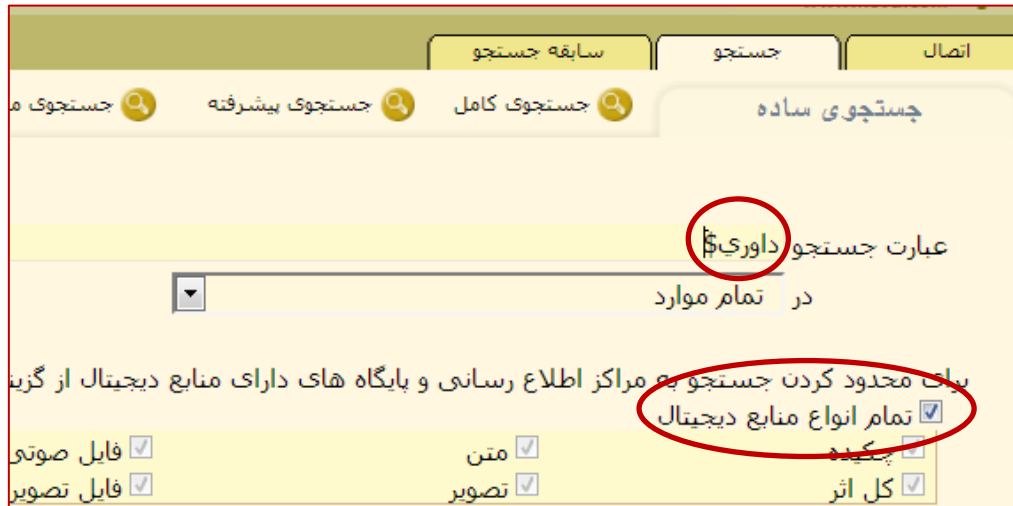 اتصال جستجو سابقه جستجو
جستجوی ساده جستجوی کامل جستجوی پیشرفته جستجوی م
عبارت جستجو داوري$
در تمام موارد
برای محدود کردن جستجو به مراکز اطلاع رسانی و پایگاه های دارای منابع دیجیتال از گزین
تمام انواع منابع دیجیتال
چکیده متن فایل صوتی
کل اثر تصویر فایل تصویر